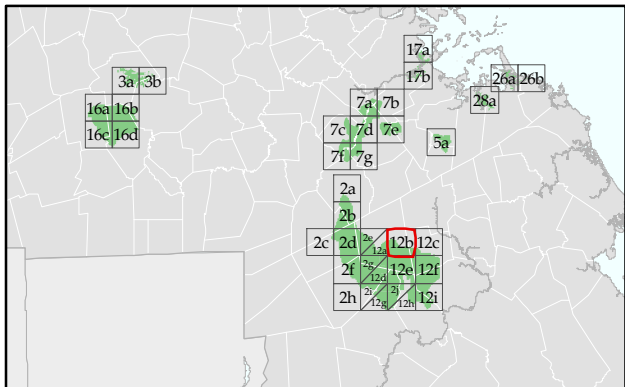 17a
3a 3b
17b
26a 26b
16a 16b
7a 7b
28a
16c 16d
7c 7d 7e
5a
7f 7g
2a
2b
2c 2d 2e 12a 12b 12c
2f 2g 12d 12e 12f
2h 2i 12g 2j 12h 12i